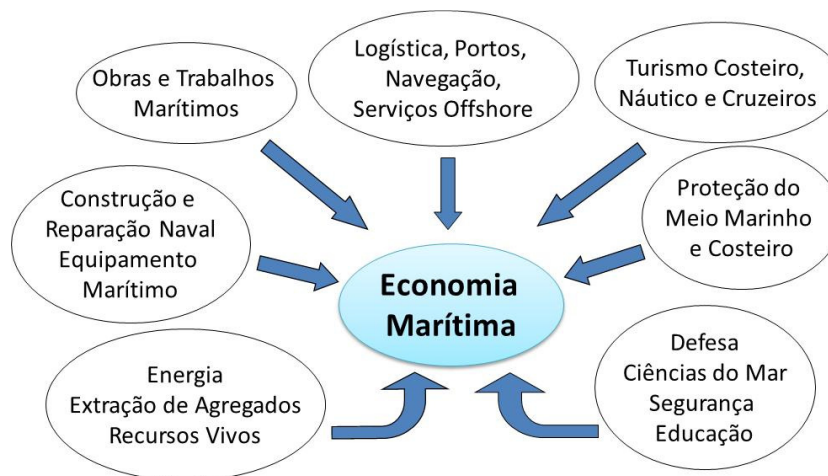 Obras e Trabalhos
Marítimos
Logística, Portos,
Navegação,
Serviços Offshore
Turismo Costeiro,
Náutico e Cruzeiros
Construção e
Reparação Naval
Equipamento
Marítimo
Economia
Marítima
Proteção do
Meio Marinho
e Costeiro
Energia
Extração de Agregados
Recursos Vivos
Defesa
Ciências do Mar
Segurança
Educação